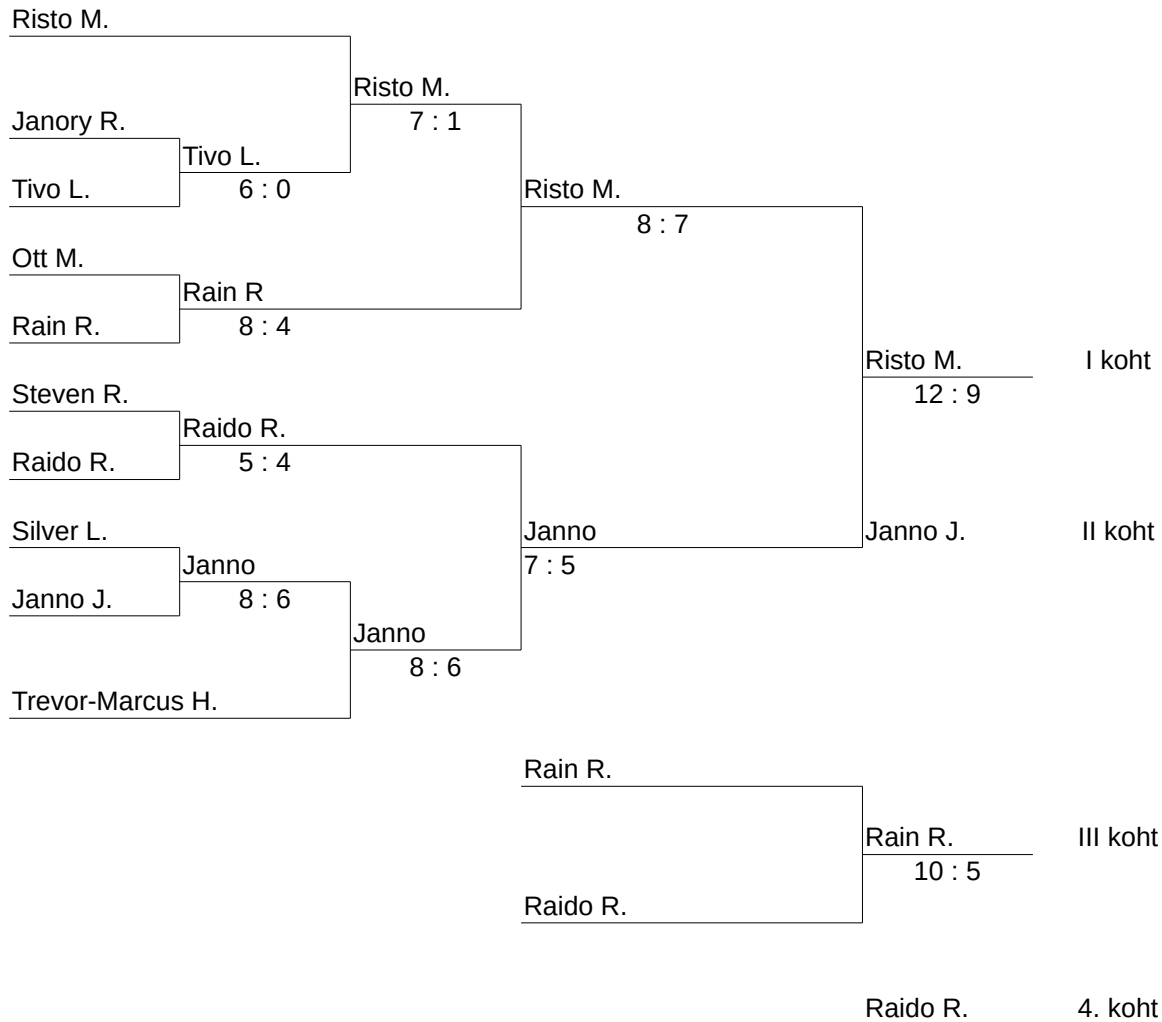 Risto M.
Risto M.
Janory R.
7 : 1
Tivo L.
Tivo L.
6 : 0
Risto M.
8 : 7
Ott M.
Rain R
Rain R.
8 : 4
Risto M. I koht
12 : 9
Steven R.
Raido R.
Raido R.
5 : 4
Silver L.
Janno
Janno J. II koht
Janno
7 : 5
Janno J.
8 : 6
Janno
8 : 6
Trevor-Marcus H.
Rain R.
Rain R. III koht
10 : 5
Raido R.
Raido R. 4. koht